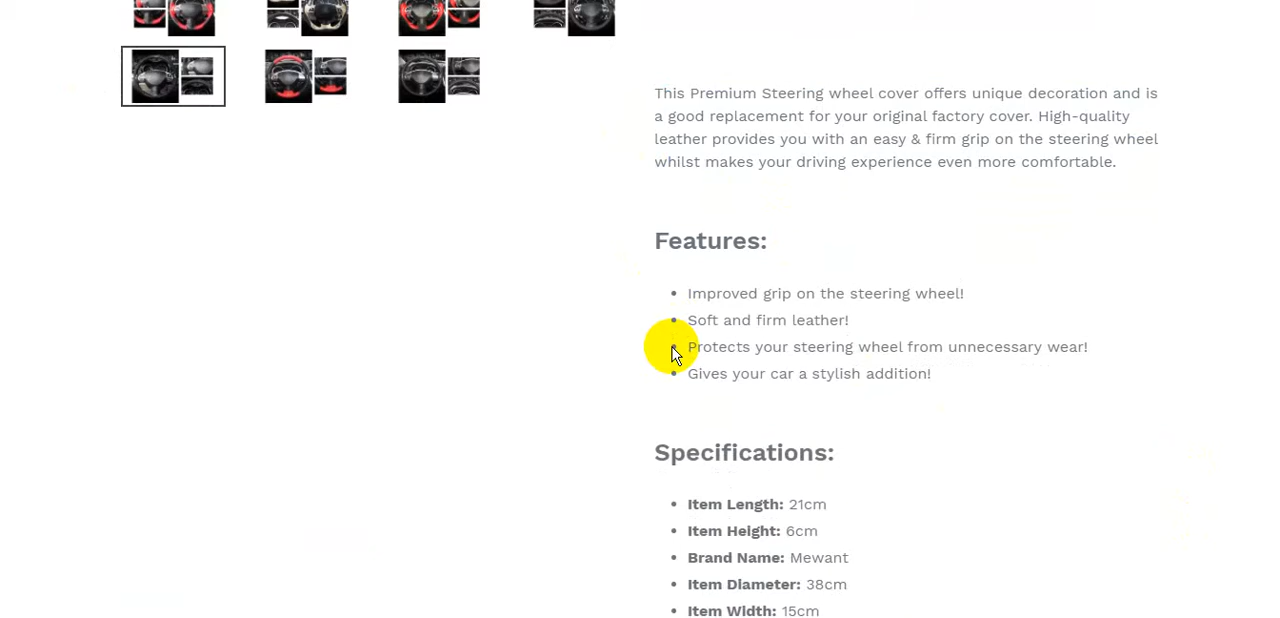 This Premium Steering wheel cover offers unique decoration and is
a good replacement for your original factory cover. High-quality
leather provides you with an easy & firm grip on the steering wheel
whilst makes your driving experience even more comfortable.
Features:
Improved grip on the steering wheel!
Soft and firm leather!
Protects your steering wheel from unnecessary wear!
Gives your car a stylish addition!
Specifications:
Item Length: 21cm
Item Height: 6cm
Brand Name: Mewant
Item Diameter: 38cm
Item Width: 15cm